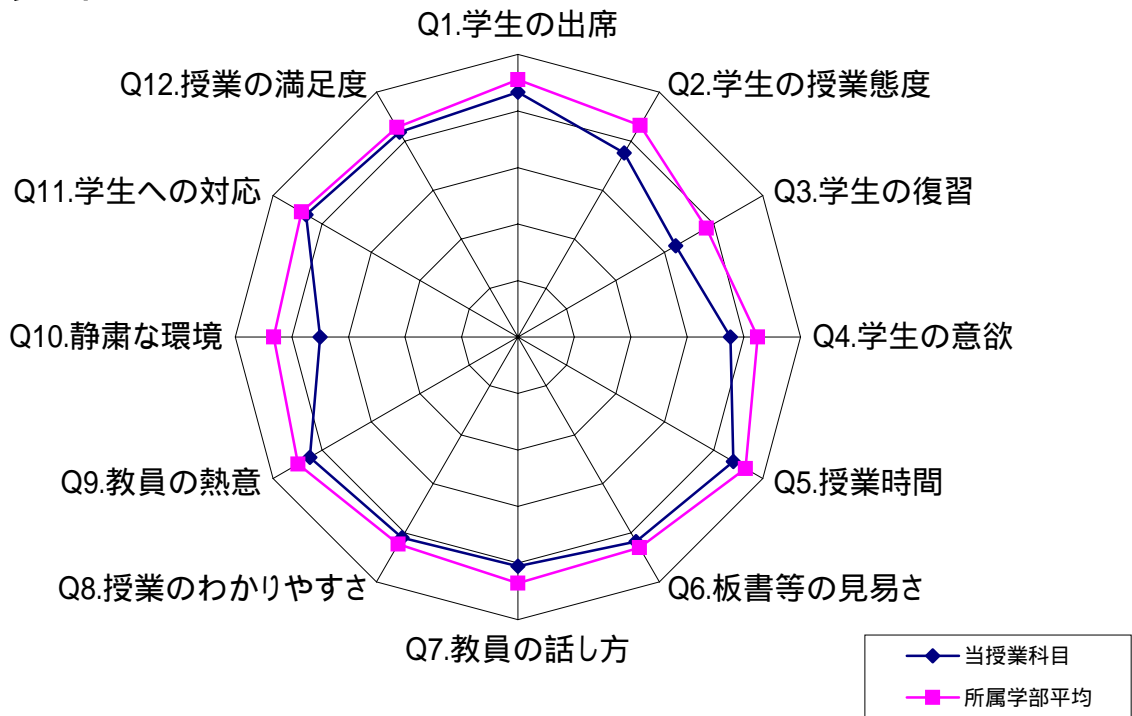 Q1.学生の出席
Q2.学生の授業態度
Q3.学生の復習
Q4.学生の意欲
Q5.授業時間
Q6.板書等の見易さ
Q7.教員の話し方
Q8.授業のわかりやすさ
Q9.教員の熱意
Q10.静粛な環境
Q11.学生への対応
Q12.授業の満足度
当授業科目
所属学部平均